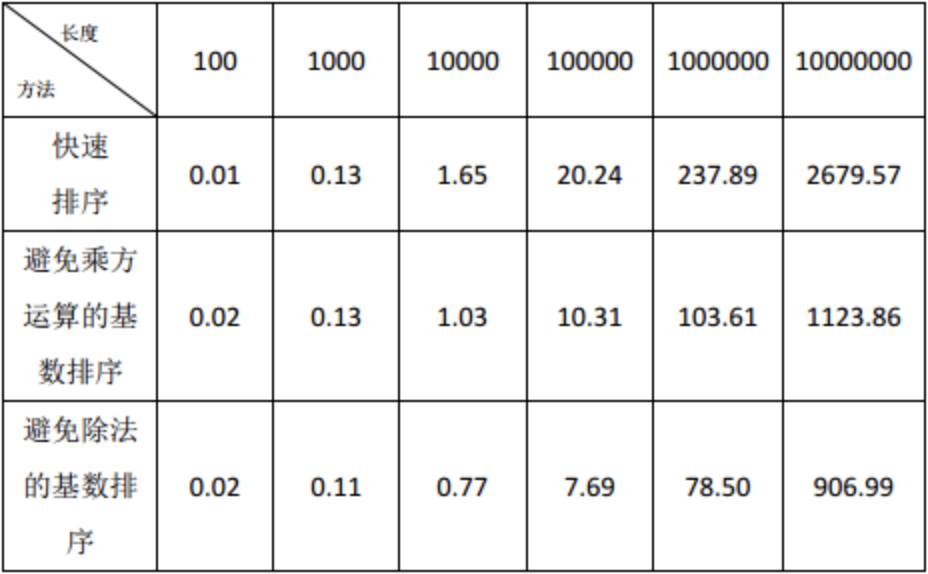 长度
方法
100 1000 10000 100000 1000000 10000000
快速
排序
0.01 0.13 1.65 20.24 237.89 2679.57
避免乘方
运算的基
数排序
0.02 0.13 1.03 10.31 103.61 1123.86
避免除法
的基数排
序
0.02 0.11 0.77 7.69 78.50 906.99